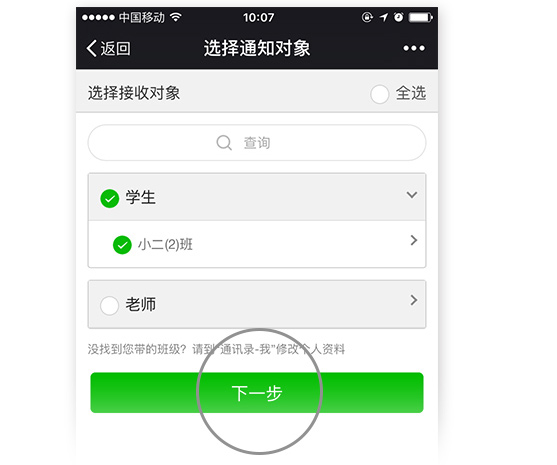 中国移动 10:07
返回 选择通知对象
选择接收对象 全选
查询
学生
小二(2)班
老师
没找到您带的班级？请到“通讯录-我”修改个人资料
下一步